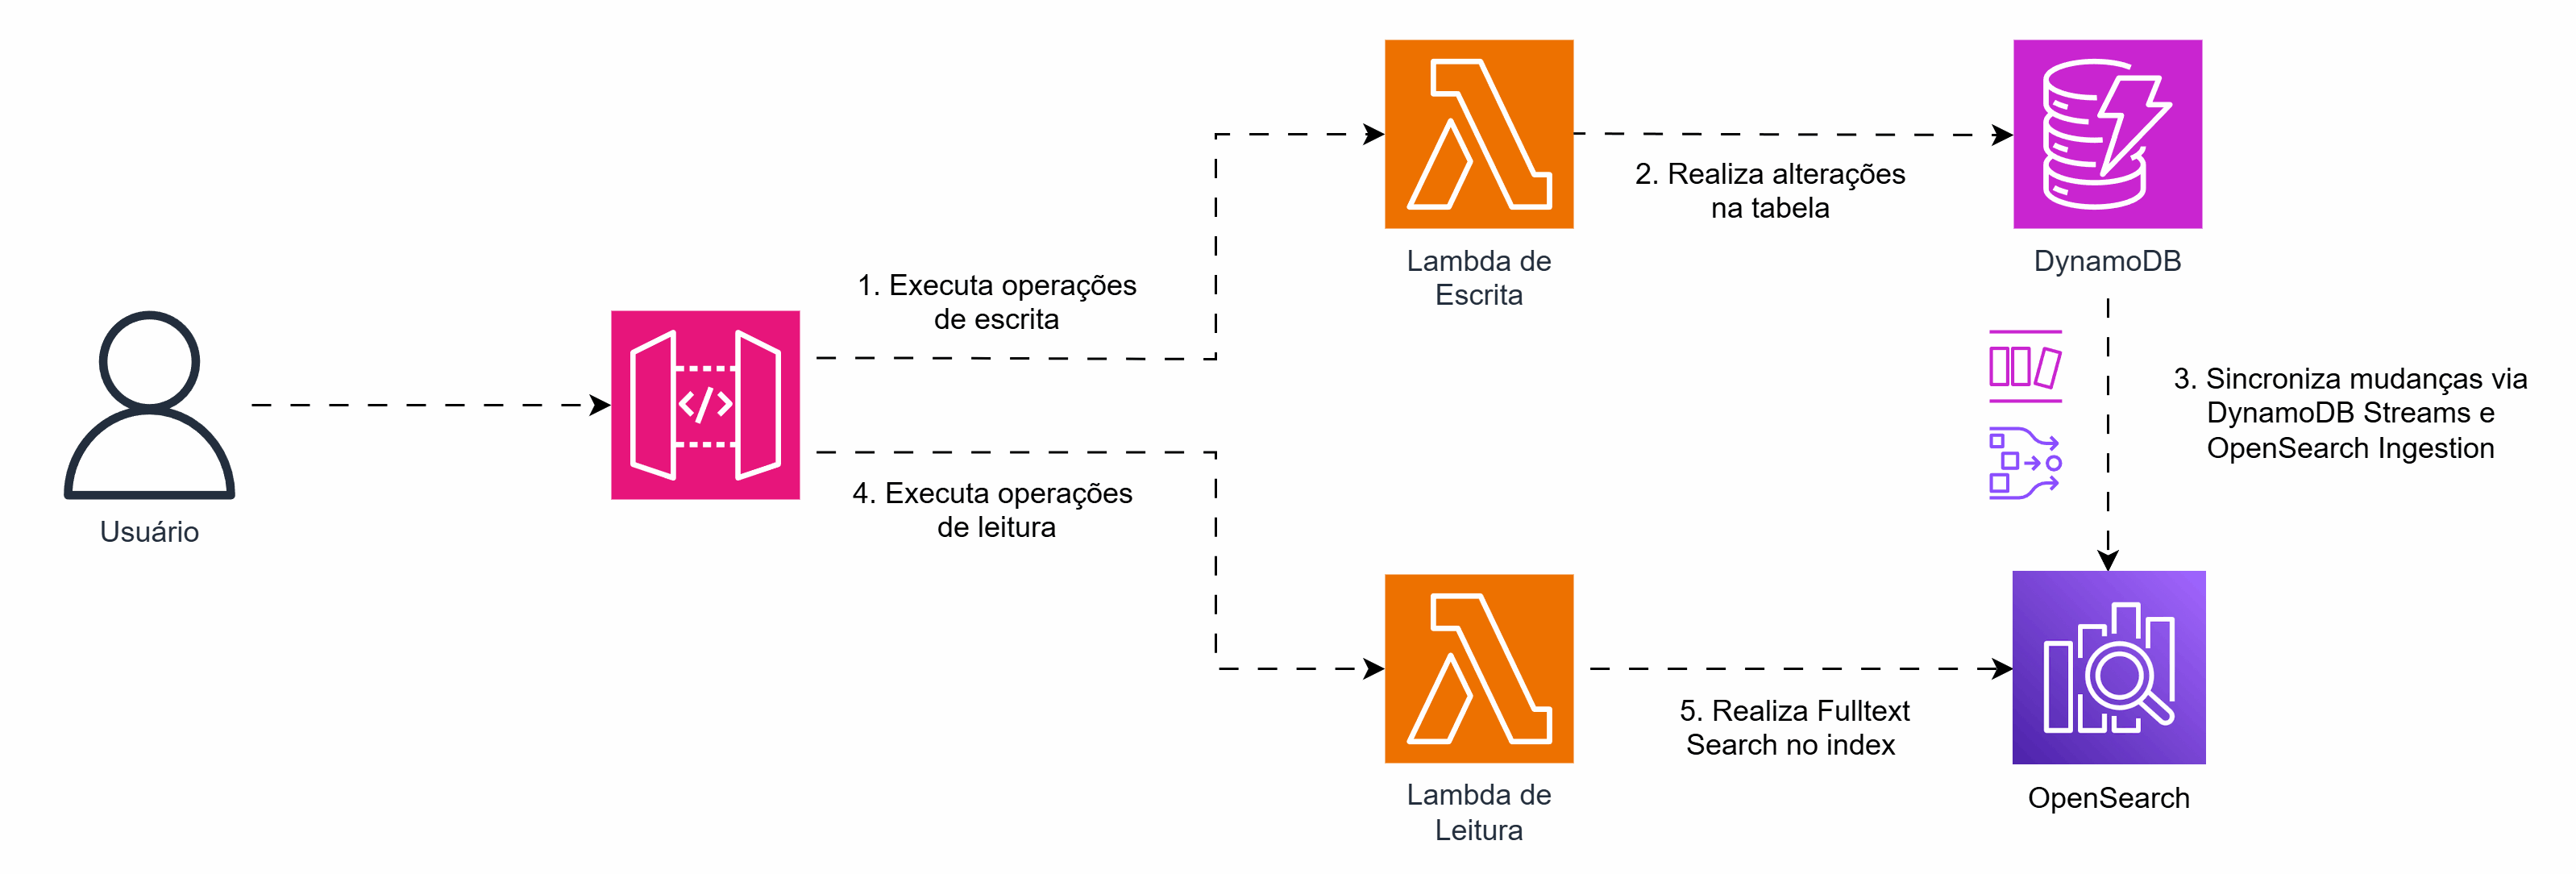 Usuário
1. Executa operações
de escrita
4. Executa operações
de leitura
Lambda de
Escrita
2. Realiza alterações
na tabela
DynamoDB
3. Sincroniza mudanças via
DynamoDB Streams e
OpenSearch Ingestion
Lambda de
Leitura
5. Realiza Fulltext
Search no index
OpenSearch